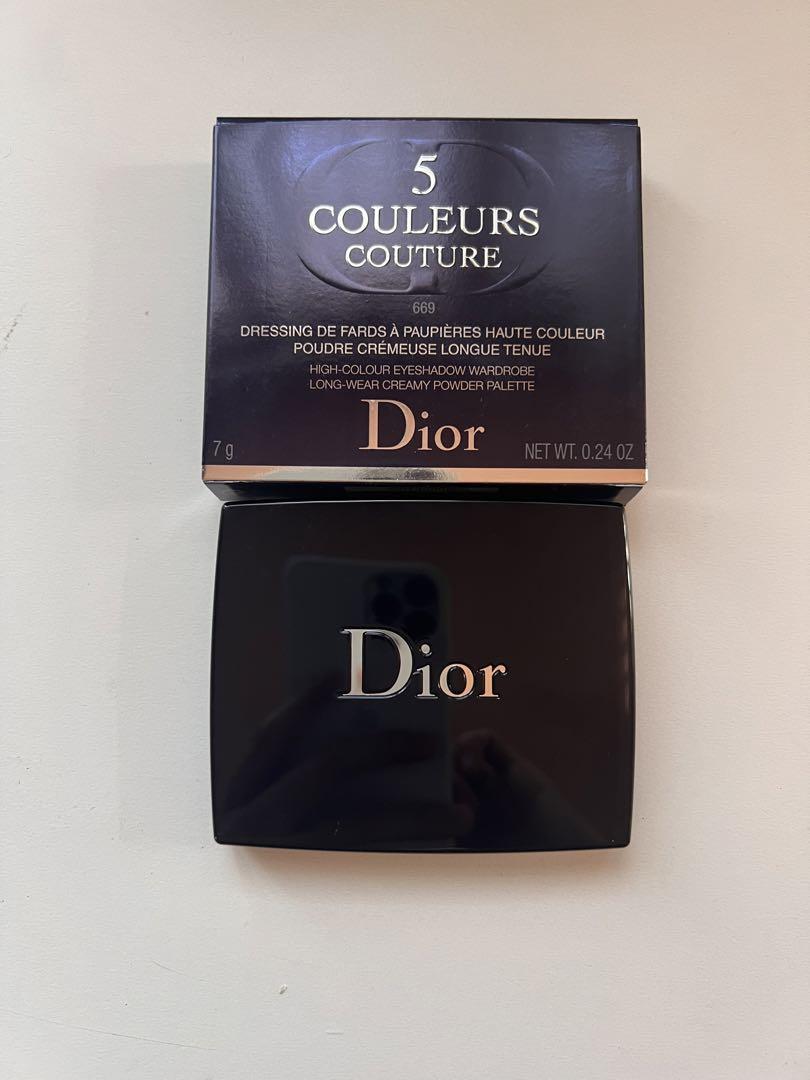 5
COULEURS
COUTURE
669
DRESSING DE FARDS À PAUPIÈRES HAUTE COULEUR
POUDRE CRÉMEUSE LONGUE TENUE
HIGH-COLOUR EYESHADOW WARDROBE
LONG-WEAR CREAMY POWDER PALETTE
Dior
7 g
NET WT. 0.24 OZ
Dior